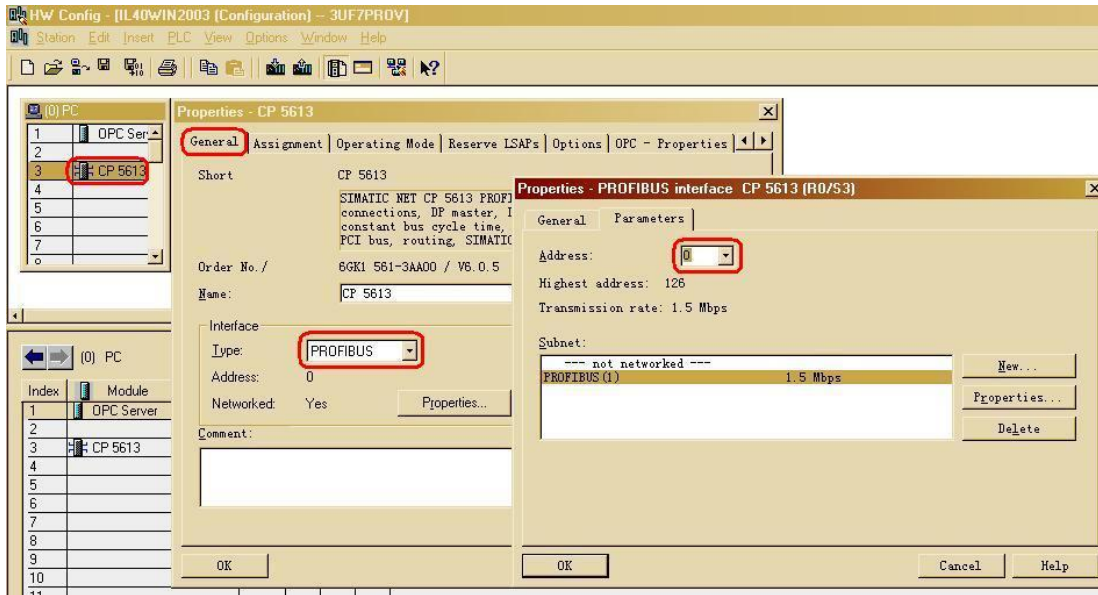 HW Config - [IL40WIN2003 (Configuration) -- 3UF7PROV]
Station Edit Insert PLC View Options Window Help
(0) PC
1 OPC Ser
2
3 CP 5613
4
5
6
7
Properties - CP 5613
General Assignment Operating Mode Reserve LSAPs Options OPC - Properties
Short CP 5613
SIMATIC NET CP 5613 PROFI
connections, DP master, I
constant bus cycle time,
PCI bus, routing, SIMATIC
Order No./ 6GK1 561-3AA00 / V6.0.5
Name: CP 5613
Interface
Type: PROFIBUS
Address: 0
Networked: Yes Properties...
Comment:
OK
Properties - PROFIBUS interface CP 5613 (R0/S3)
General Parameters
Address: 0
Highest address: 126
Transmission rate: 1.5 Mbps
Subnet:
--- not networked ---
PROFIBUS(1) 1.5 Mbps
New...
Properties...
Delete
OK Cancel Help
(0) PC
Index Module
1 OPC Server
2
3 CP 5613
4
5
6
7
8
9
10
11